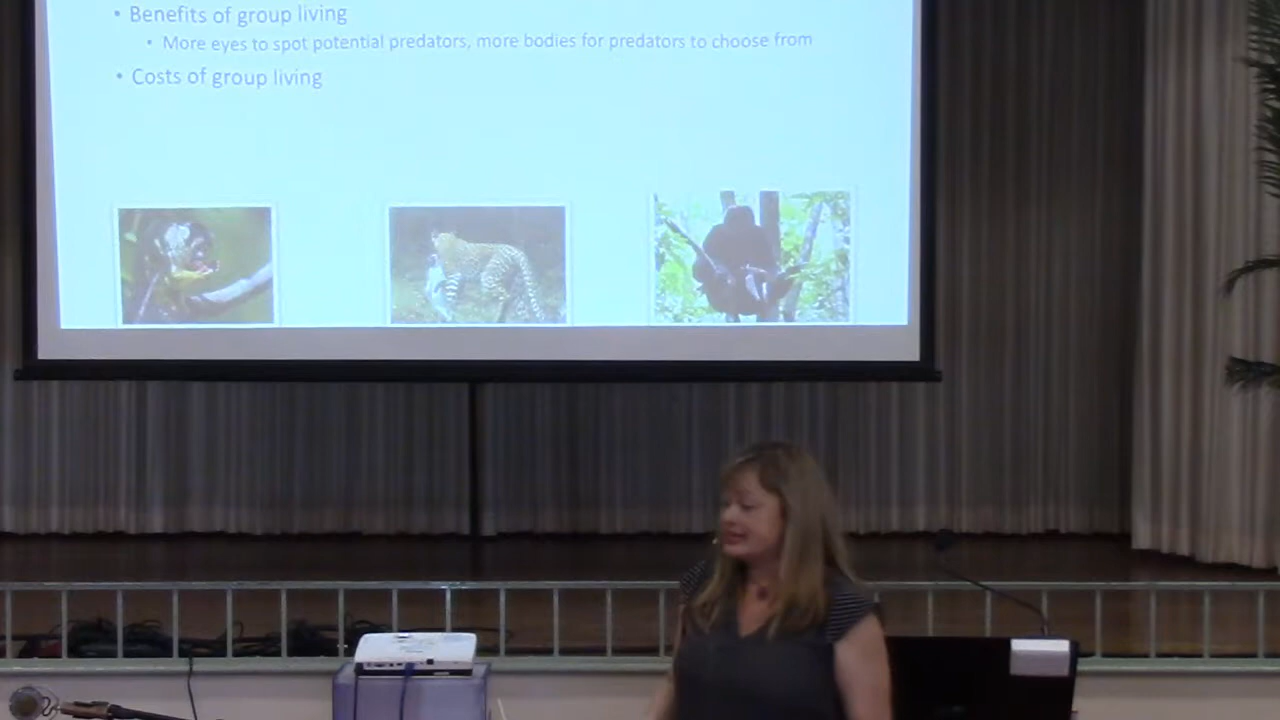 • Benefits of group living
• More eyes to spot potential predators, more bodies for predators to choose from
• Costs of group living